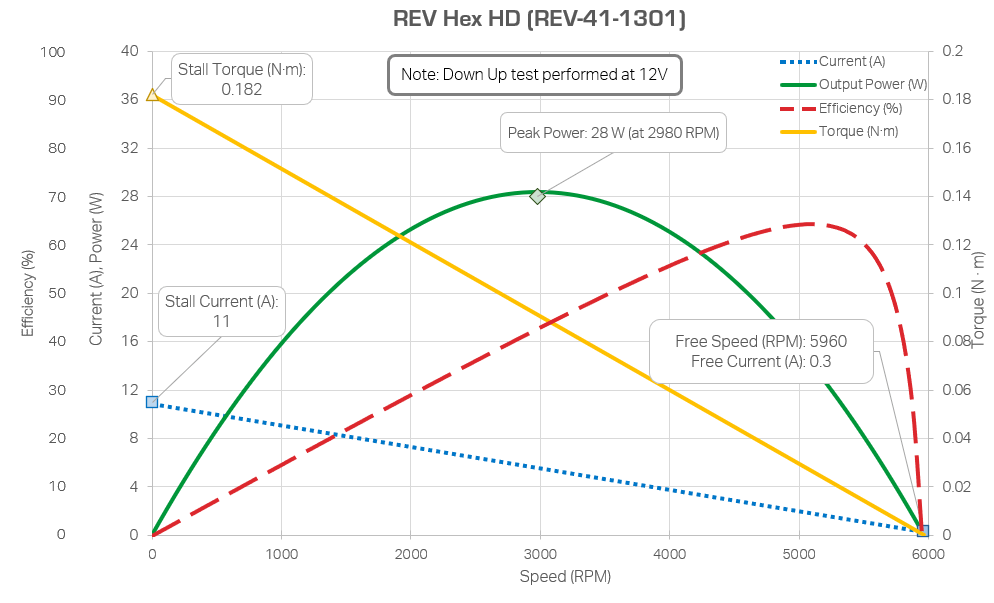 REV Hex HD (REV-41-1301)
Note: Down Up test performed at 12V
Stall Torque (N·m):
0.182
Peak Power: 28 W (at 2980 RPM)
Stall Current (A):
11
Free Speed (RPM): 5960
Free Current (A): 0.3
Current (A)
Output Power (W)
Efficiency (%)
Torque (N·m)
Efficiency (%)
100
90
80
70
60
50
40
30
20
10
0
Current (A), Power (W)
40
36
32
28
24
20
16
12
8
4
0
0.2
0.18
0.16
0.14
0.12
0.1
0.08
0.06
0.04
0.02
0
Torque (N · m)
0 1000 2000 3000 4000 5000 6000
Speed (RPM)